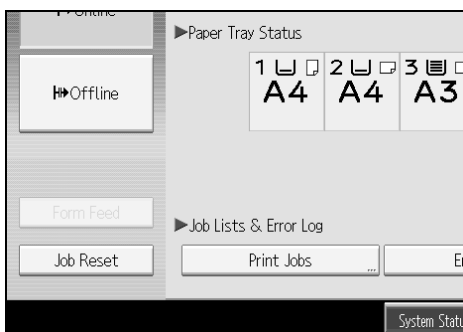 Online
▶Paper Tray Status
1 2 3
A4 A4 A3
Offline
Form Feed
▶Job Lists & Error Log
Job Reset
Print Jobs ...
System Statu